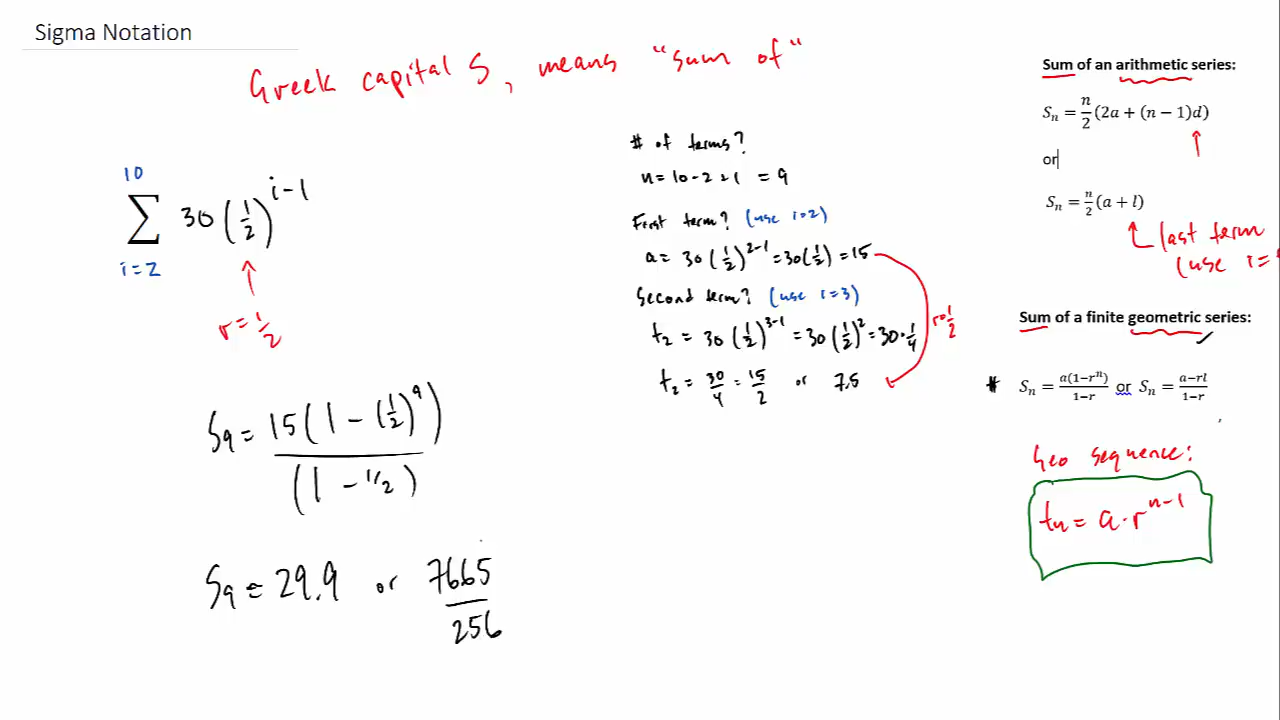 Sigma Notation
Greek capital S, means "sum of"
10
∑ 30(1/2)^(i-1)
i=2
r=1/2
S₉ = 15(1-(1/2)^9)/(1-1/2)
S₉ = 29.9 or 7665/256
# of terms?
n=10-2+1 = 9
First term? (use i=2)
a= 30(1/2)^(2-1) =30(1/2) =15
Second term? (use i=3)
t₂ = 30(1/2)^(3-1) =30(1/2)^2 =30·1/4
t₂ = 30/4 = 15/2 or 7.5
r=1/2
Sum of an arithmetic series:
Sₙ = n/2(2a + (n − 1)d)
or
Sₙ = n/2(a + l)
last term
(use i=
Sum of a finite geometric series:
* Sₙ = a(1−rⁿ)/1−r or Sₙ = a−rl/1−r
Geo sequence:
tₙ = a·r^(n-1)